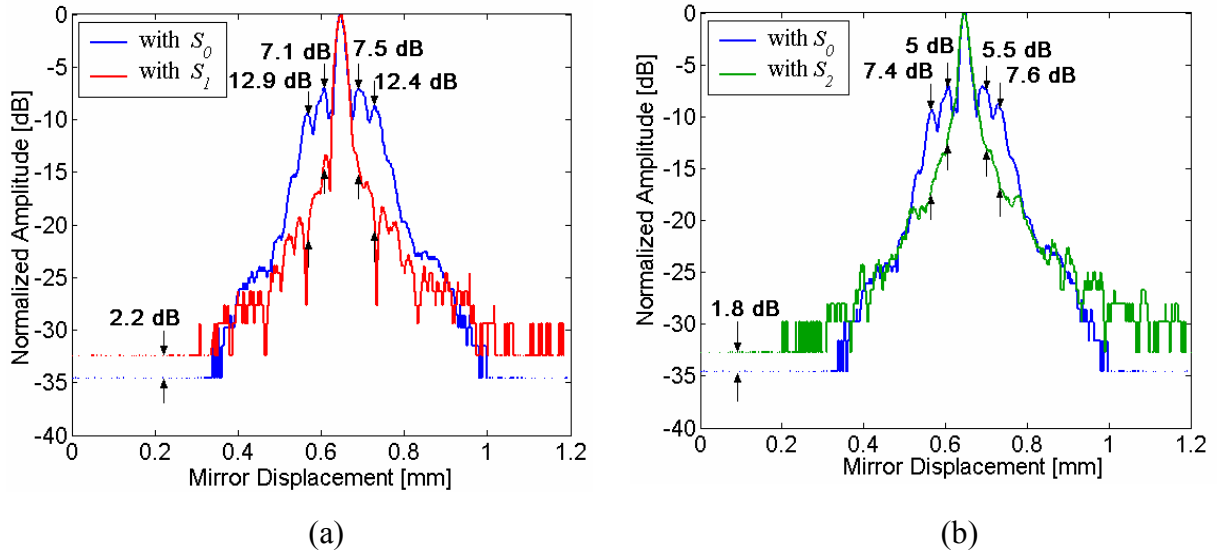 with S0
with S1
7.1 dB
7.5 dB
12.9 dB
12.4 dB
2.2 dB
Normalized Amplitude [dB]
0
-5
-10
-15
-20
-25
-30
-35
-40
0
0.2
0.4
0.6
0.8
1
1.2
Mirror Displacement [mm]
(a)
with S0
with S2
5 dB
5.5 dB
7.4 dB
7.6 dB
1.8 dB
Normalized Amplitude [dB]
0
-5
-10
-15
-20
-25
-30
-35
-40
0
0.2
0.4
0.6
0.8
1
1.2
Mirror Displacement [mm]
(b)